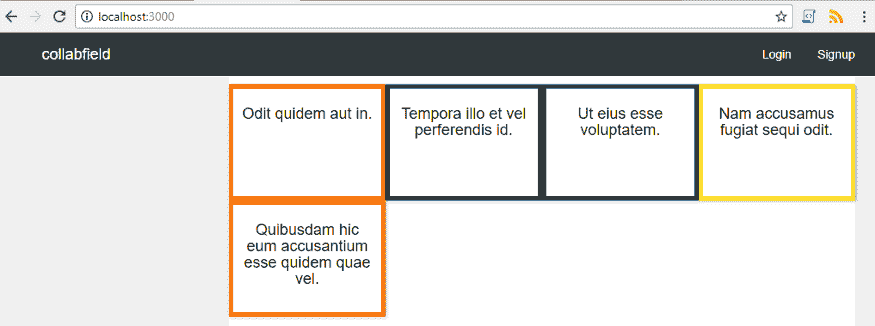 localhost:3000
collabfield
Login
Signup
Odit quidem aut in.
Tempora illo et vel
perferendis id.
Ut eius esse
voluptatem.
Nam accusamus
fugiat sequi odit.
Quibusdam hic
eum accusantium
esse quidem quae
vel.